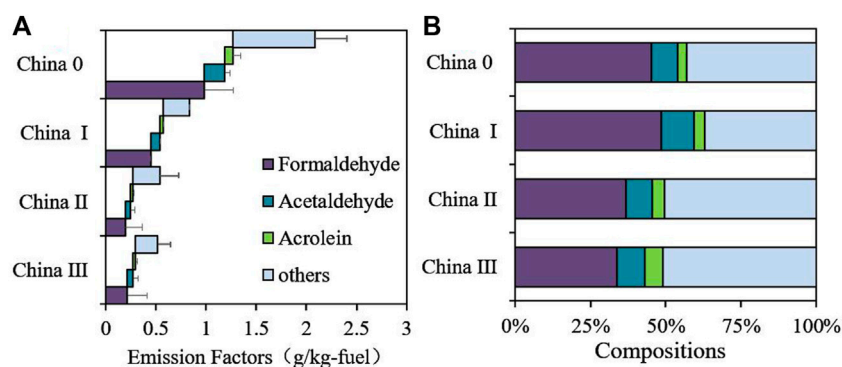 A
China 0
China I
China II
China III
Formaldehyde
Acetaldehyde
Acrolein
others
0 0.5 1 1.5 2 2.5 3
Emission Factors（g/kg-fuel）
B
China 0
China I
China II
China III
0% 25% 50% 75% 100%
Compositions